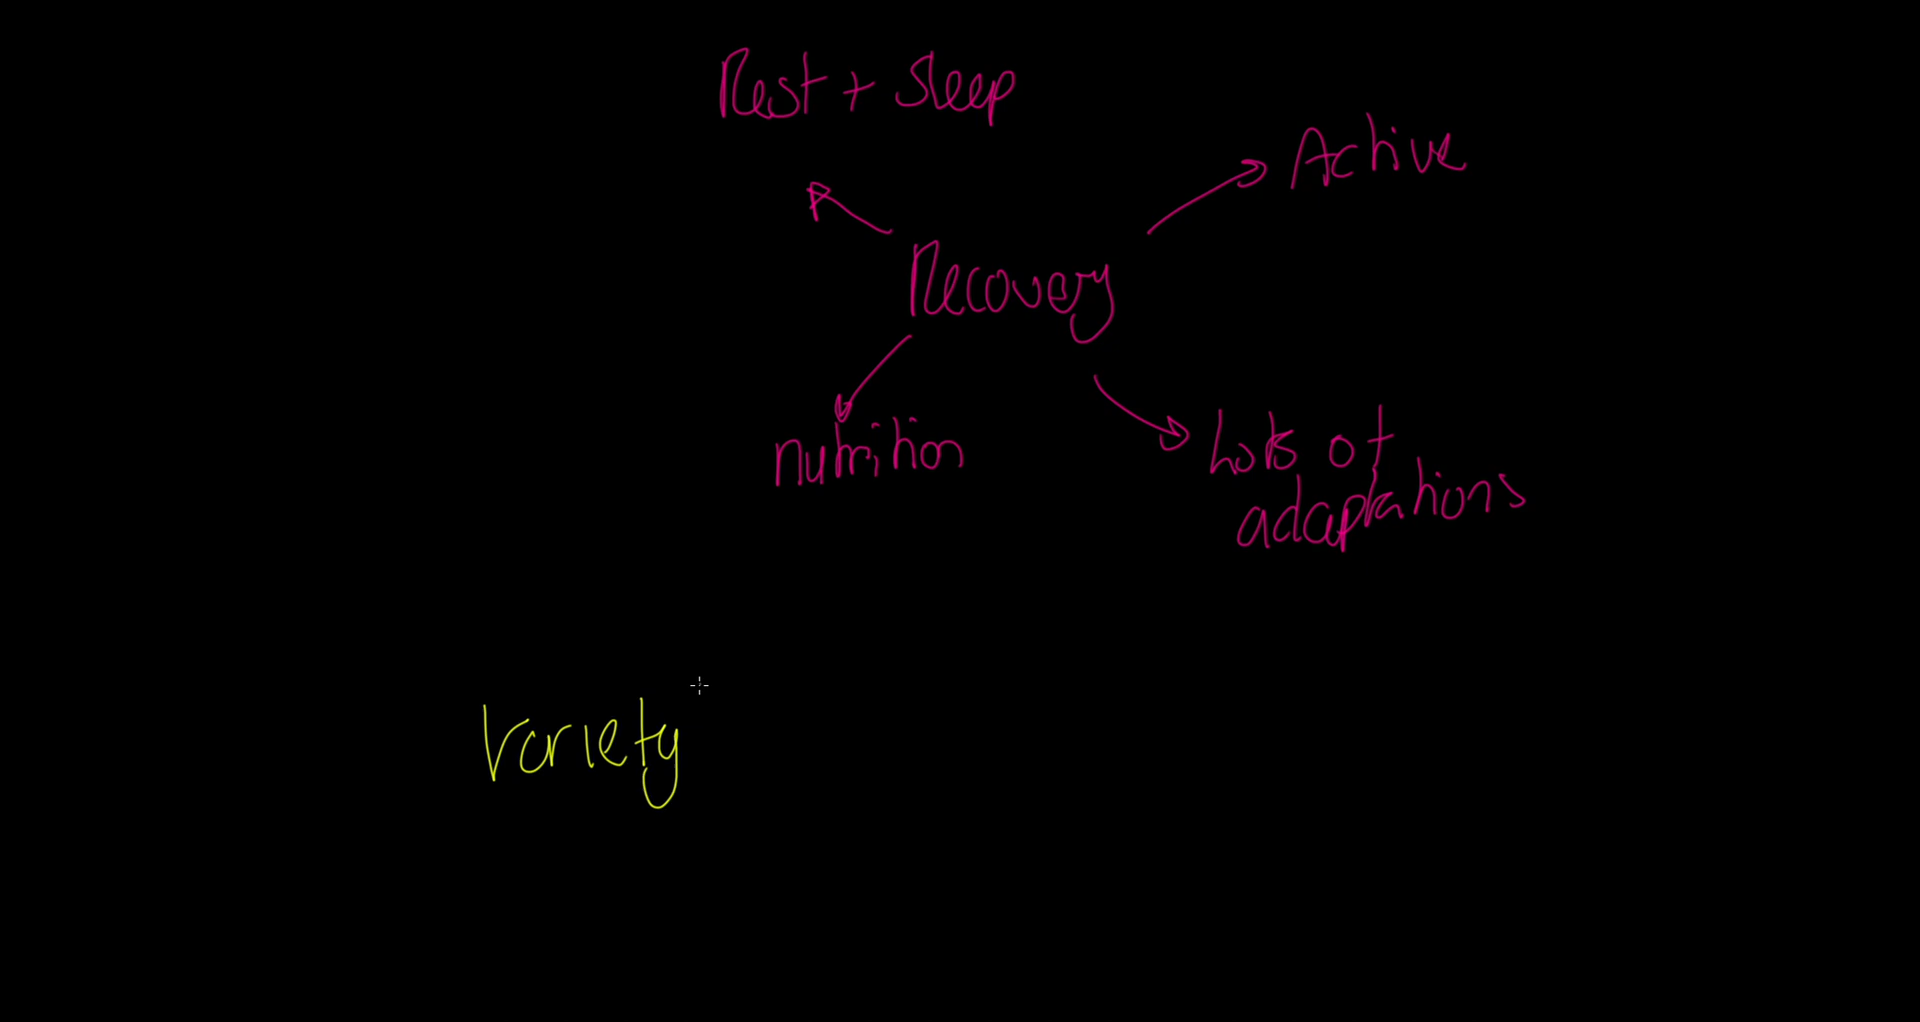 Rest + Sleep
Active
Recovery
nutrition
Lots of
adaptations
Variety